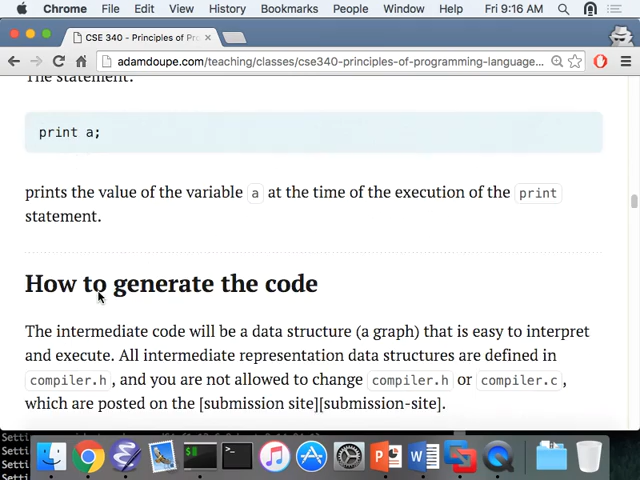 Chrome File Edit View History Bookmarks People Window Help Fri 9:16 AM
CSE 340 - Principles of Pro
adamdoupe.com/teaching/classes/cse340-principles-of-programming-language...
The statement:
print a;
prints the value of the variable a at the time of the execution of the print
statement.
How to generate the code
The intermediate code will be a data structure (a graph) that is easy to interpret
and execute. All intermediate representation data structures are defined in
compiler.h, and you are not allowed to change compiler.h or compiler.c,
which are posted on the [submission site][submission-site].
Setti
Setti
Setti